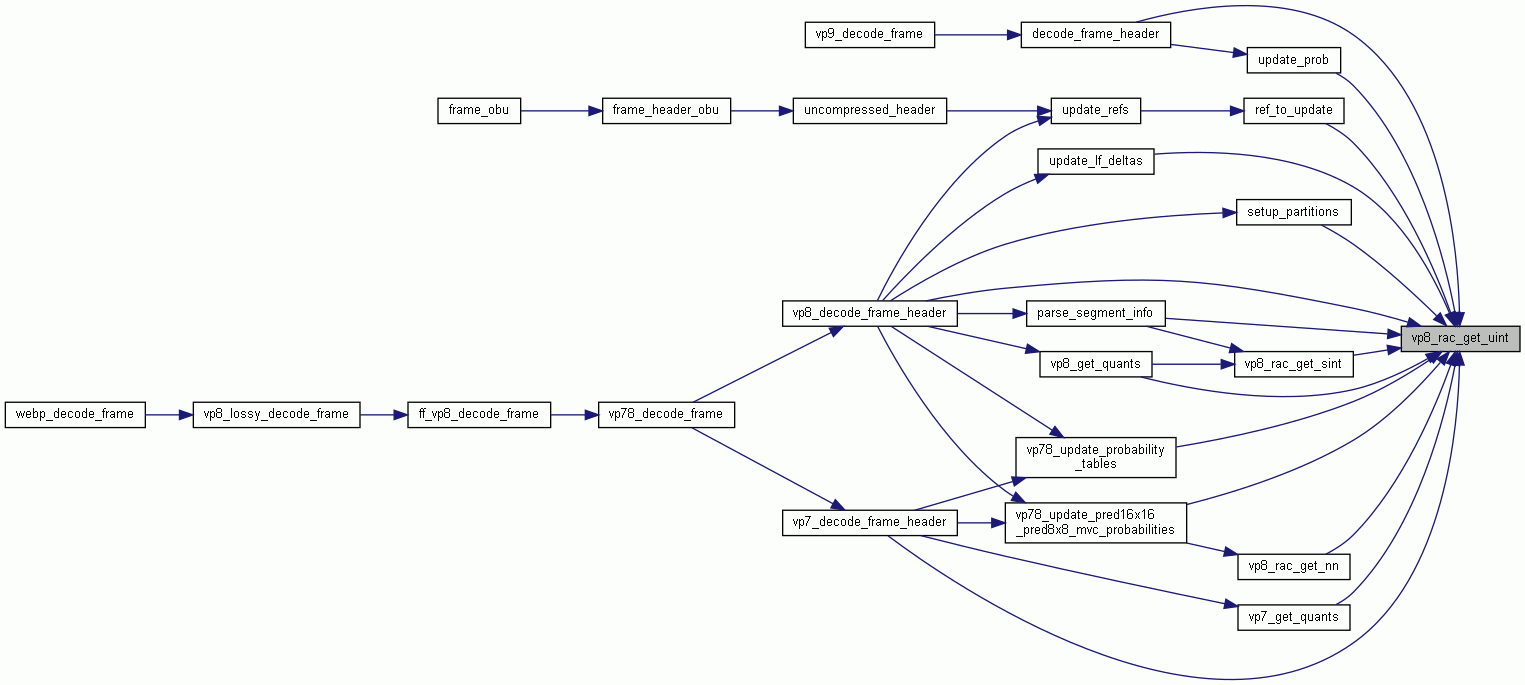 vp9_decode_frame
decode_frame_header
update_prob
frame_obu
frame_header_obu
uncompressed_header
update_refs
ref_to_update
update_lf_deltas
setup_partitions
vp8_decode_frame_header
parse_segment_info
vp8_rac_get_uint
vp8_get_quants
vp8_rac_get_sint
webp_decode_frame
vp8_lossy_decode_frame
ff_vp8_decode_frame
vp78_decode_frame
vp78_update_probability
_tables
vp7_decode_frame_header
vp78_update_pred16x16
_pred8x8_mvc_probabilities
vp8_rac_get_nn
vp7_get_quants